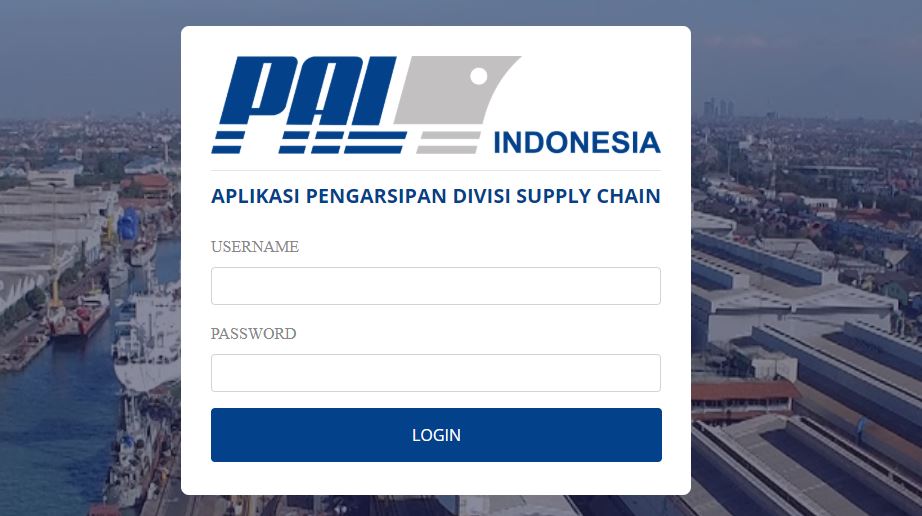 PAL
INDONESIA
APLIKASI PENGARSIPAN DIVISI SUPPLY CHAIN
USERNAME
PASSWORD
LOGIN